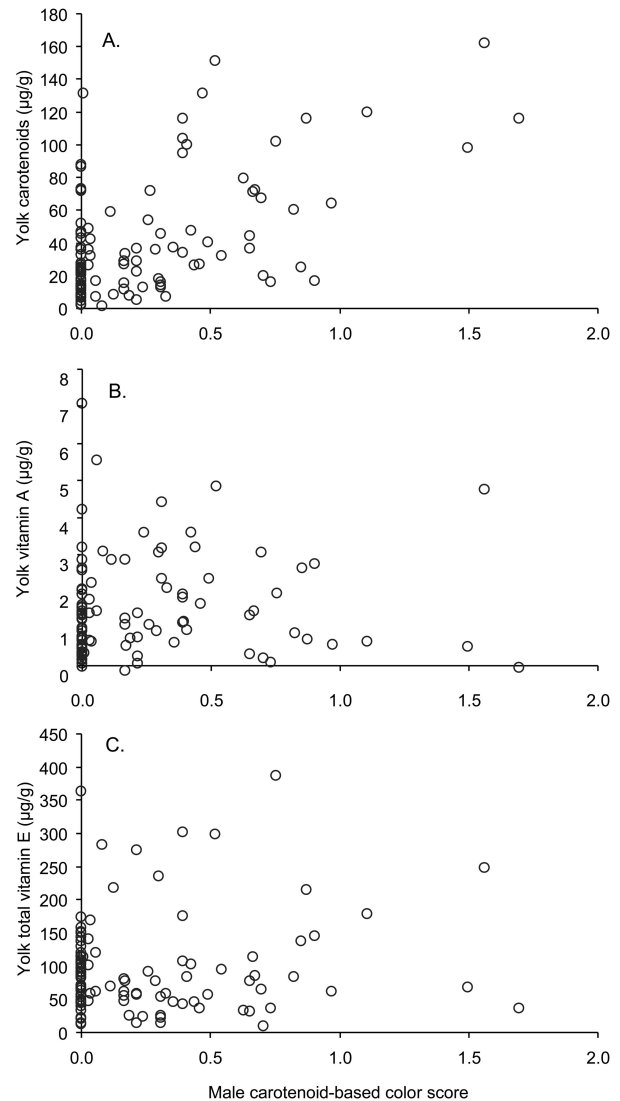 180
A.
160
140
120
100
80
60
40
20
0
Yolk carotenoids (µg/g)
0.0 0.5 1.0 1.5 2.0
8
B.
7
6
5
4
3
2
1
0
Yolk vitamin A (µg/g)
0.0 0.5 1.0 1.5 2.0
450
C.
400
350
300
250
200
150
100
50
0
Yolk total vitamin E (µg/g)
0.0 0.5 1.0 1.5 2.0
Male carotenoid-based color score